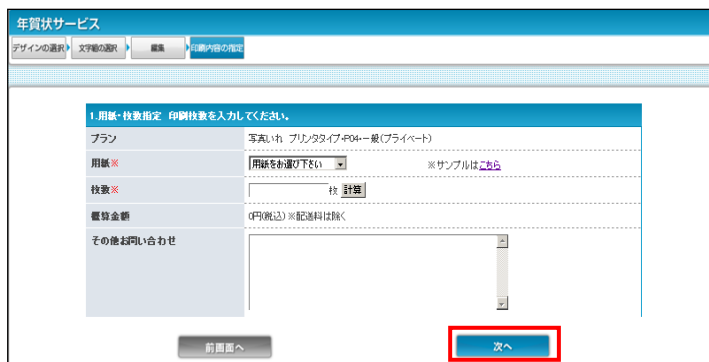 年賀状サービス
デザインの選択 文字絵の選択 編集 印刷内容の指定
1.用紙・枚数指定 印刷枚数を入力してください。
プラン 写真いれ プリンタタイプ・P04・一般(プライベート)
用紙※ 用紙をお選び下さい ※サンプルはこちら
枚数※ 枚 計算
概算金額 0円(税込)※配送料は除く
その他お問い合わせ
前画面へ 次へ